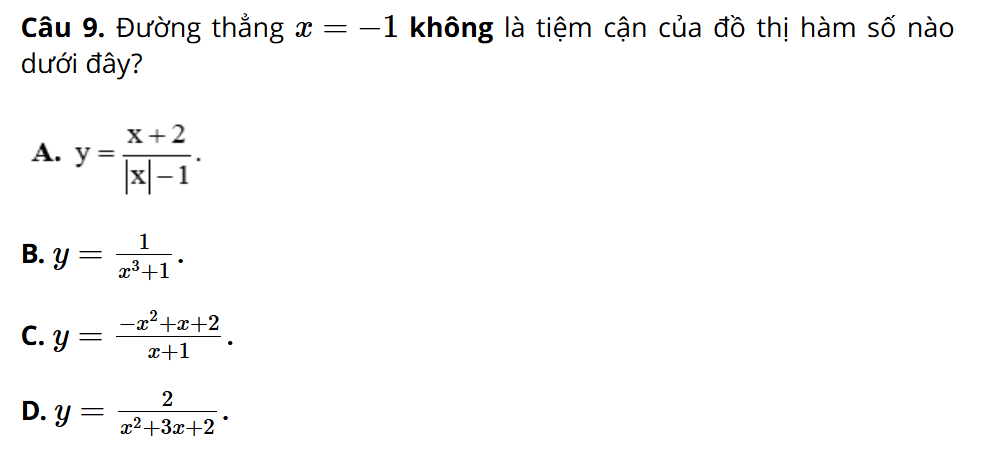 Câu 9. Đường thẳng $x = -1$ không là tiệm cận của đồ thị hàm số nào
dưới đây?
A. $y = \frac{x+2}{|x|-1}$.
B. $y = \frac{1}{x^3+1}$.
C. $y = \frac{-x^2+x+2}{x+1}$.
D. $y = \frac{2}{x^2+3x+2}$.